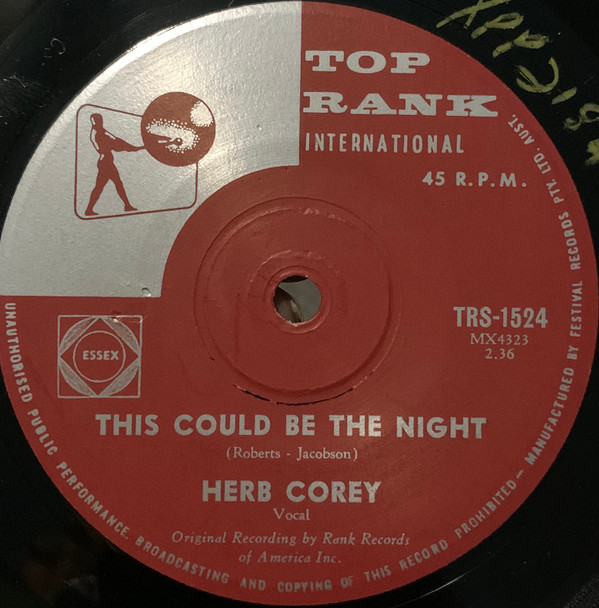 TOP
RANK
INTERNATIONAL
45 R.P.M.
TRS-1524
MX4323
2.36
ESSEX
THIS COULD BE THE NIGHT
(Roberts - Jacobson)
HERB COREY
Vocal
Original Recording by Rank Records
of America Inc.
UNAUTHORISED PUBLIC PERFORMANCE, BROADCASTING AND COPYING OF THIS RECORD PROHIBITED — MANUFACTURED BY FESTIVAL RECORDS PTY. LTD. AUST.